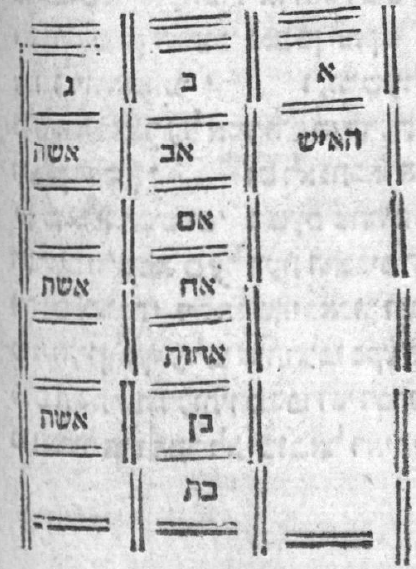 א ב ג
האיש אב אשה
אם
אח אשת
אחות
בן אשה
בת